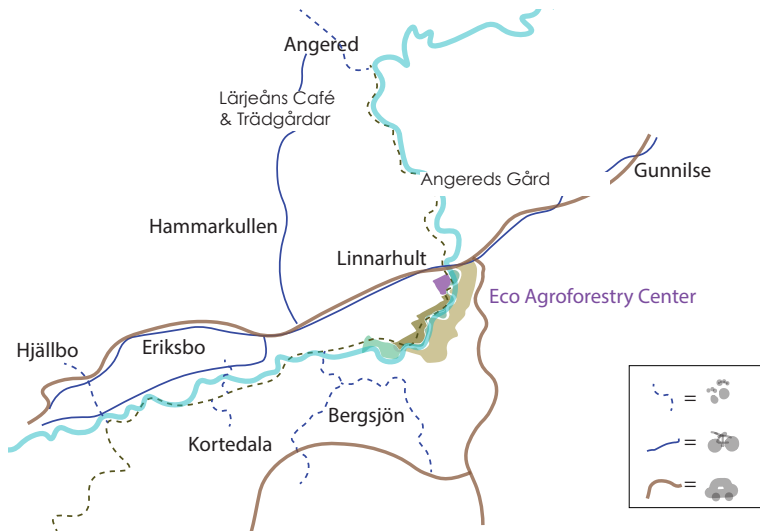 Angered
Lärjeåns Café
& Trädgårdar
Gunnilse
Angereds Gård
Hammarkullen
Linnarhult
Eco Agroforestry Center
Hjällbo
Eriksbo
Bergsjön
Kortedala
=
=
=